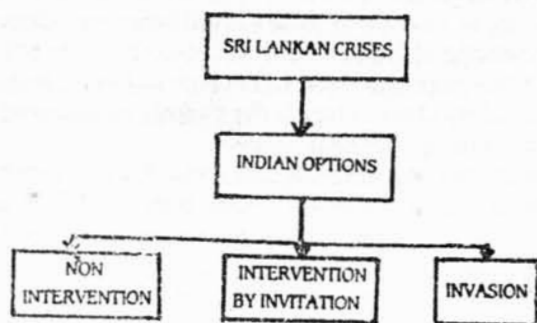 SRI LANKAN CRISES
INDIAN OPTIONS
NON
INTERVENTION
INTERVENTION
BY INVITATION
INVASION